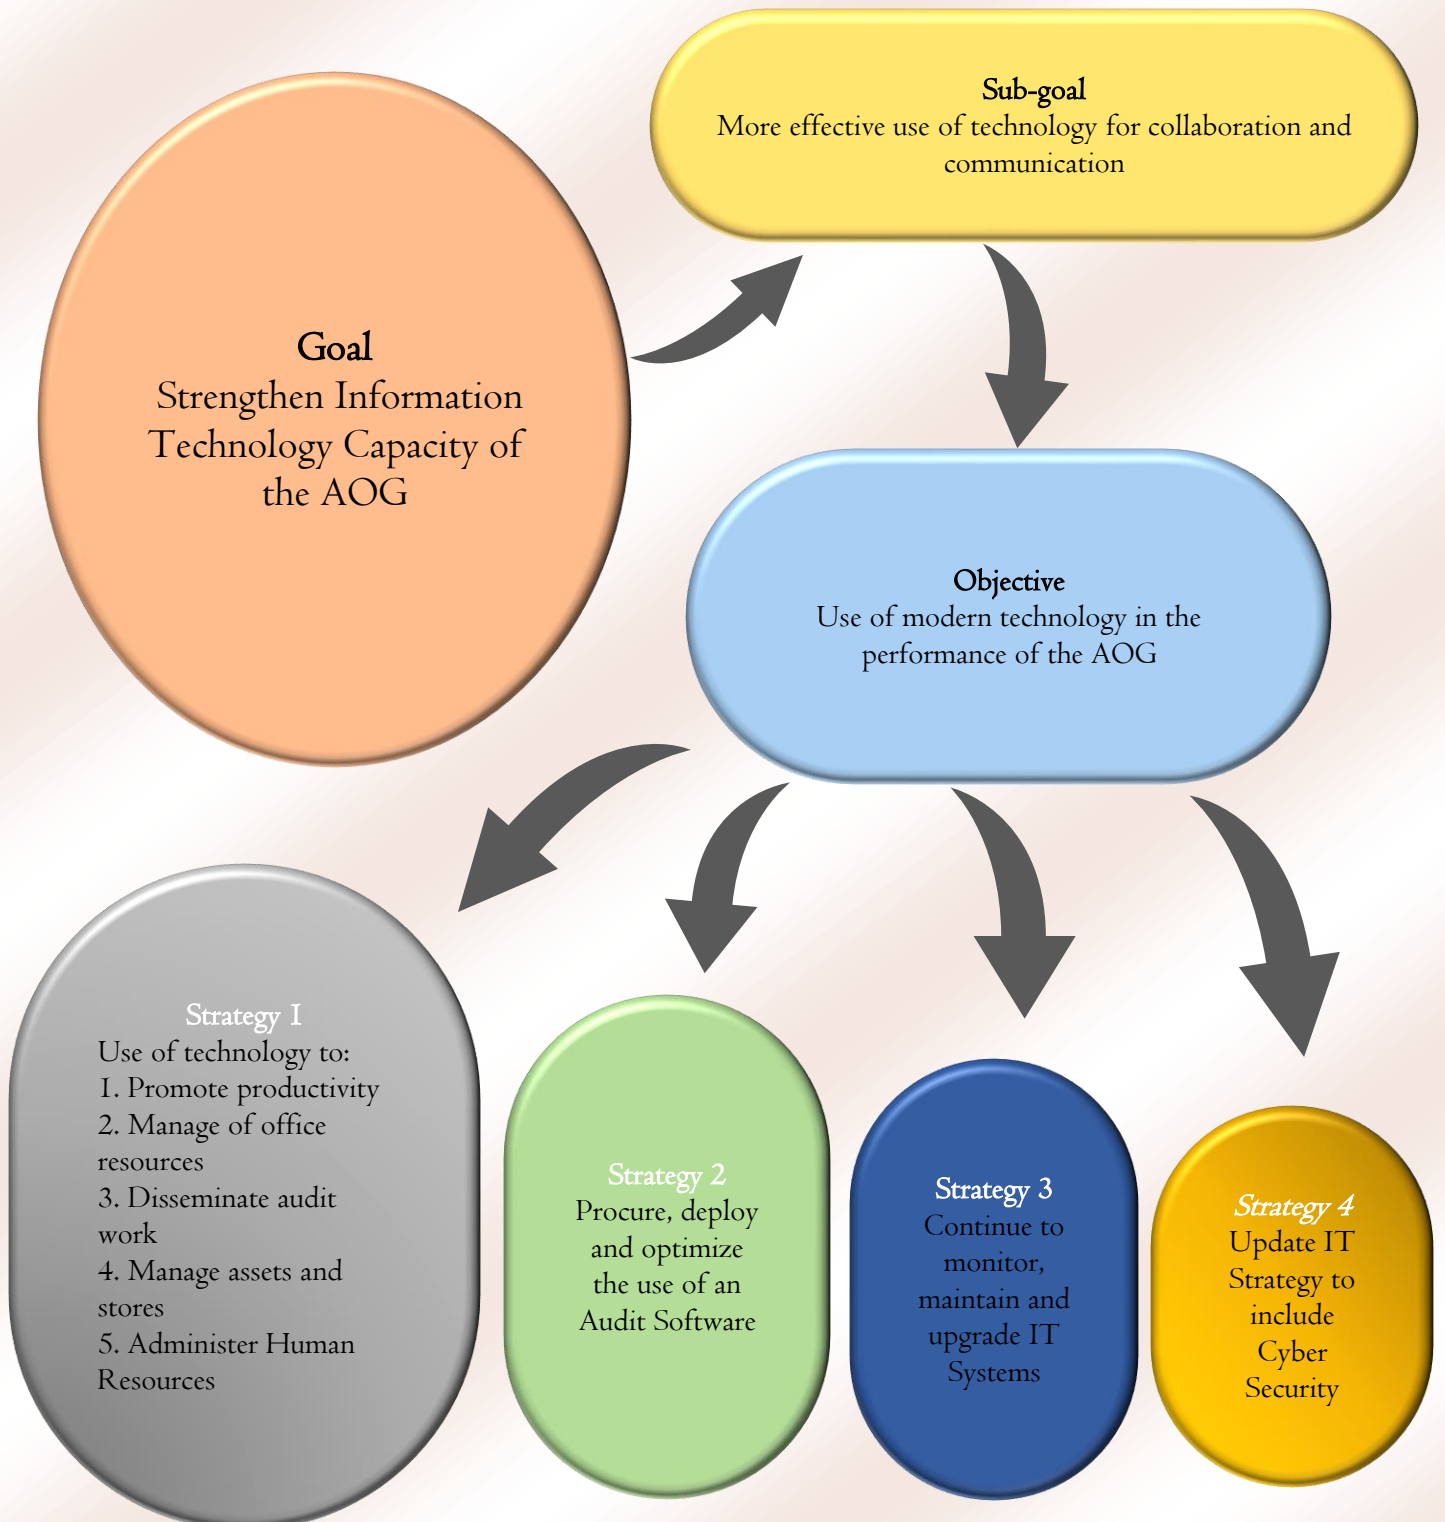 Sub-goal
More effective use of technology for collaboration and
communication
Goal
Strengthen Information
Technology Capacity of
the AOG
Objective
Use of modern technology in the
performance of the AOG
Strategy 1
Use of technology to:
1. Promote productivity
2. Manage of office
resources
3. Disseminate audit
work
4. Manage assets and
stores
5. Administer Human
Resources
Strategy 2
Procure, deploy
and optimize
the use of an
Audit Software
Strategy 3
Continue to
monitor,
maintain and
upgrade IT
Systems
Strategy 4
Update IT
Strategy to
include
Cyber
Security